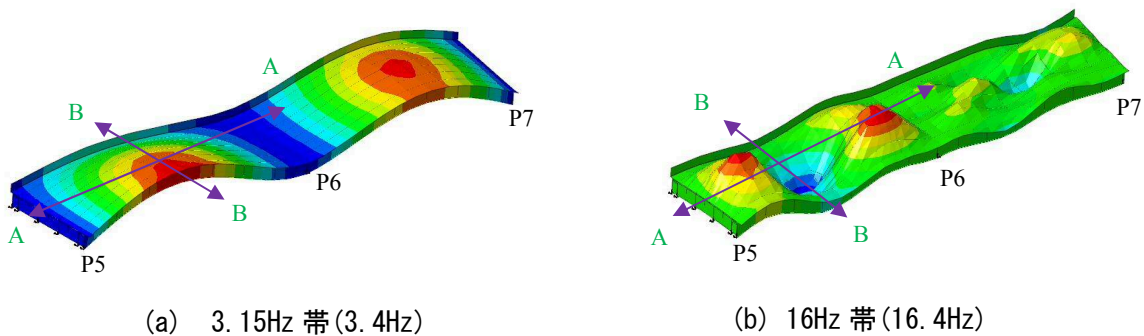 A
B
B
A
P5
P6
P7
A
B
B
A
P5
P6
P7
(a) 3.15Hz 帯(3.4Hz)
(b) 16Hz 帯(16.4Hz)